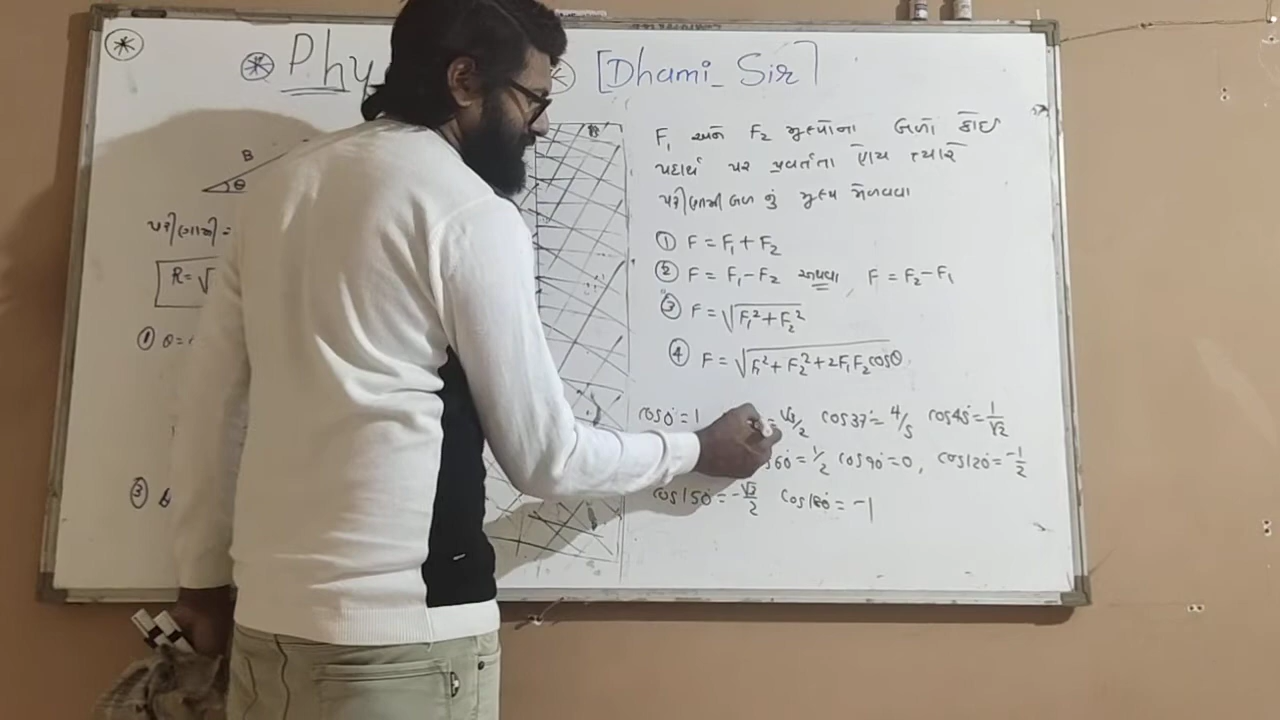 Phy [Dhami_Sir]
B
θ
પરીણામી =
R = √
① θ =
③
F₁ અને F₂ મુલ્યોના બળો કોઇ
પદાર્થ પર પ્રવર્તતા હોય ત્યારે
પરીણામી બળ નું મુલ્ય મેળવવા
① F = F₁ + F₂
② F = F₁ - F₂ અથવા F = F₂ - F₁
③ F = √F₁² + F₂²
④ F = √F₁² + F₂² + 2F₁F₂cosθ
cos0° = 1 = √3/2 cos37° = 4/5 cos45° = 1/√2
60° = 1/2 cos90° = 0, cos120° = -1/2
cos150° = -√3/2 cos180° = -1